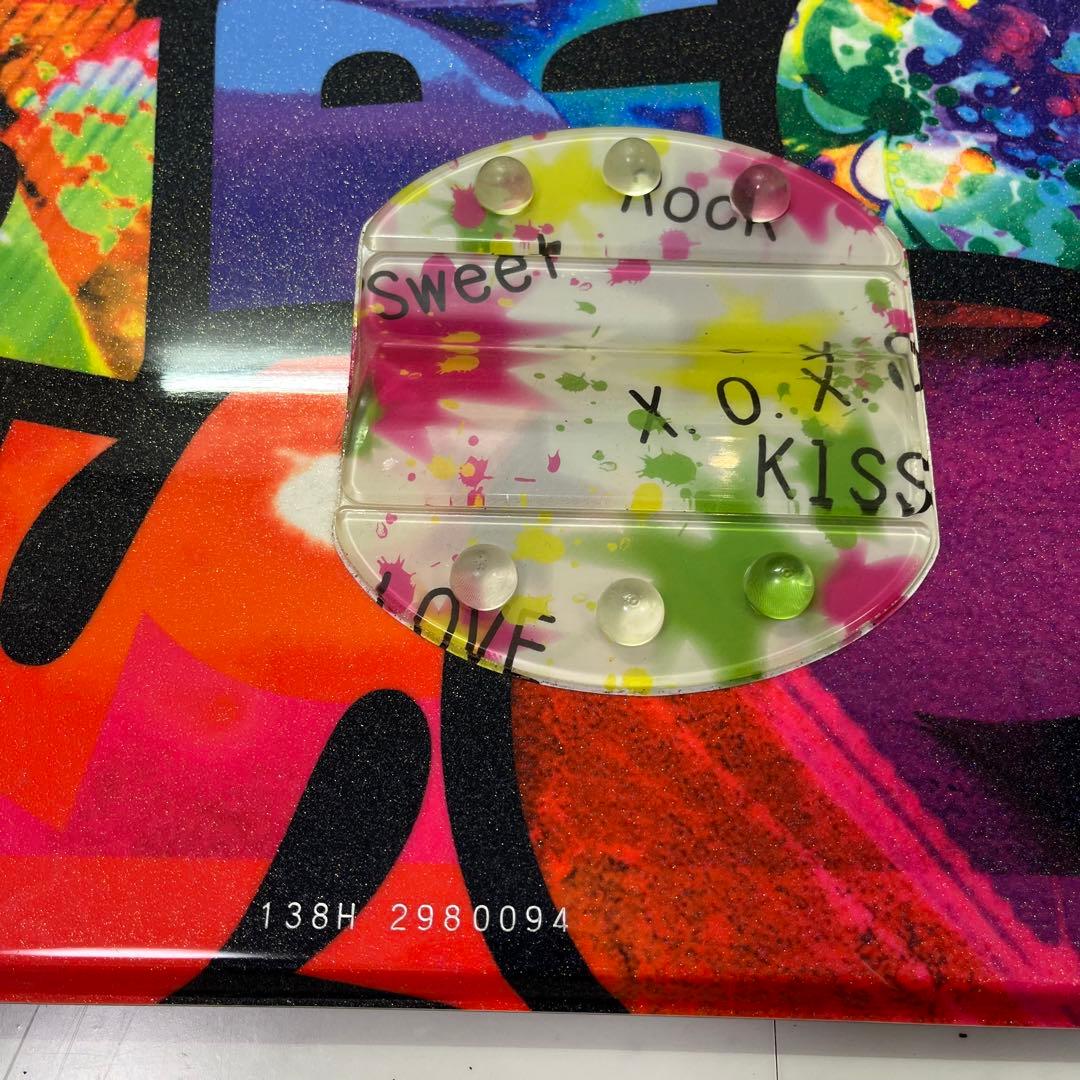 Rock
Sweet
X. O. X. O
KISS
LOVE
138H 2980094